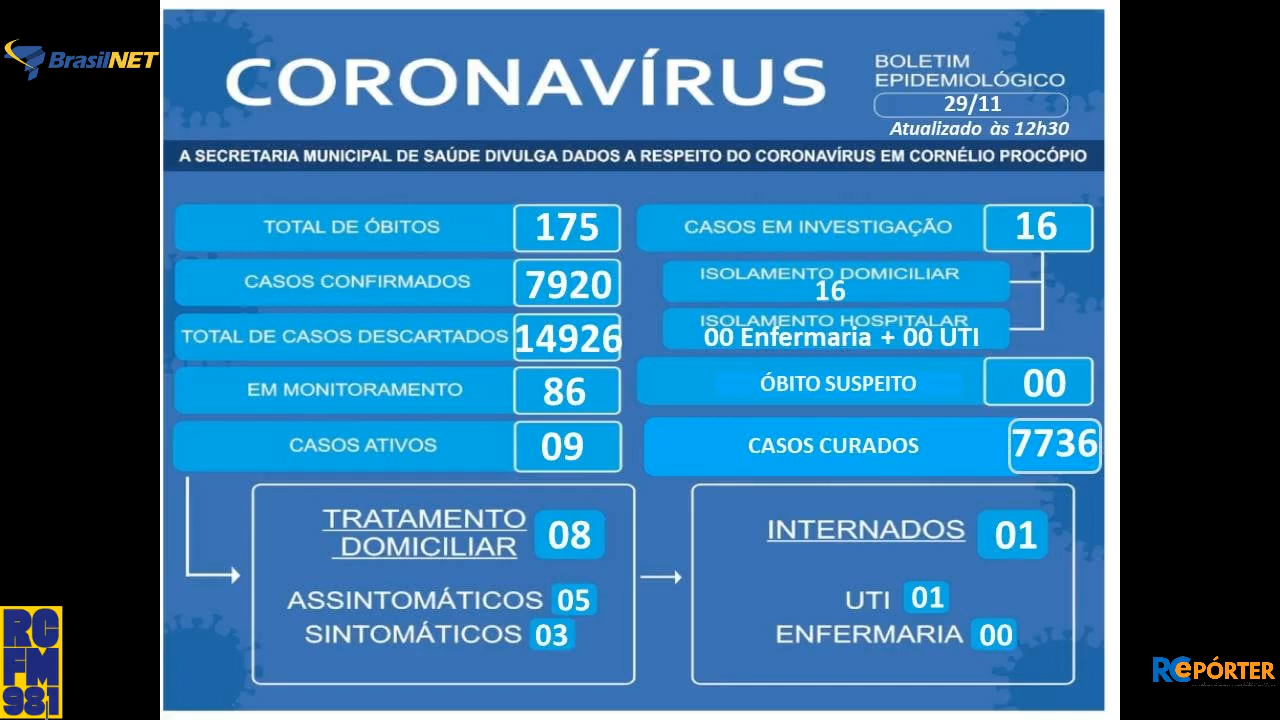 BrasilNET
CORONAVÍRUS
BOLETIM
EPIDEMIOLÓGICO
29/11
Atualizado às 12h30
A SECRETARIA MUNICIPAL DE SAÚDE DIVULGA DADOS A RESPEITO DO CORONAVÍRUS EM CORNÉLIO PROCÓPIO
TOTAL DE ÓBITOS 175
CASOS CONFIRMADOS 7920
TOTAL DE CASOS DESCARTADOS 14926
EM MONITORAMENTO 86
CASOS ATIVOS 09
CASOS EM INVESTIGAÇÃO 16
ISOLAMENTO DOMICILIAR
16
ISOLAMENTO HOSPITALAR
00 Enfermaria + 00 UTI
ÓBITO SUSPEITO 00
CASOS CURADOS 7736
TRATAMENTO
DOMICILIAR 08
ASSINTOMÁTICOS 05
SINTOMÁTICOS 03
INTERNADOS 01
UTI 01
ENFERMARIA 00
RC
FM
981
RCEPÓRTER